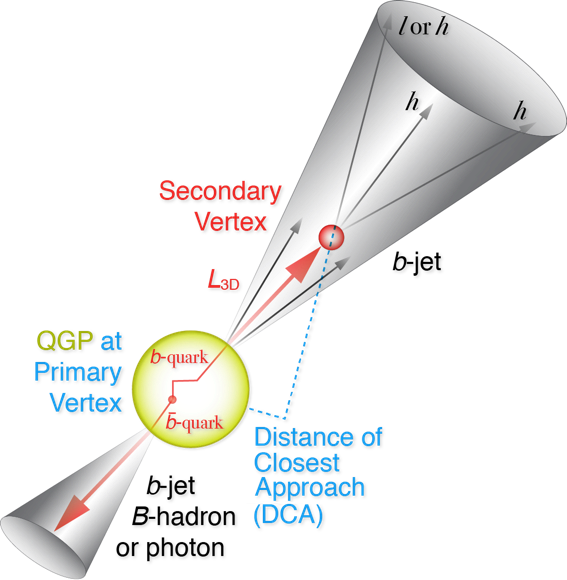 l or h
h
h
Secondary
Vertex
b-jet
L3D
QGP at
Primary
Vertex
b-quark
b̄-quark
Distance of
Closest
Approach
(DCA)
b-jet
B-hadron
or photon